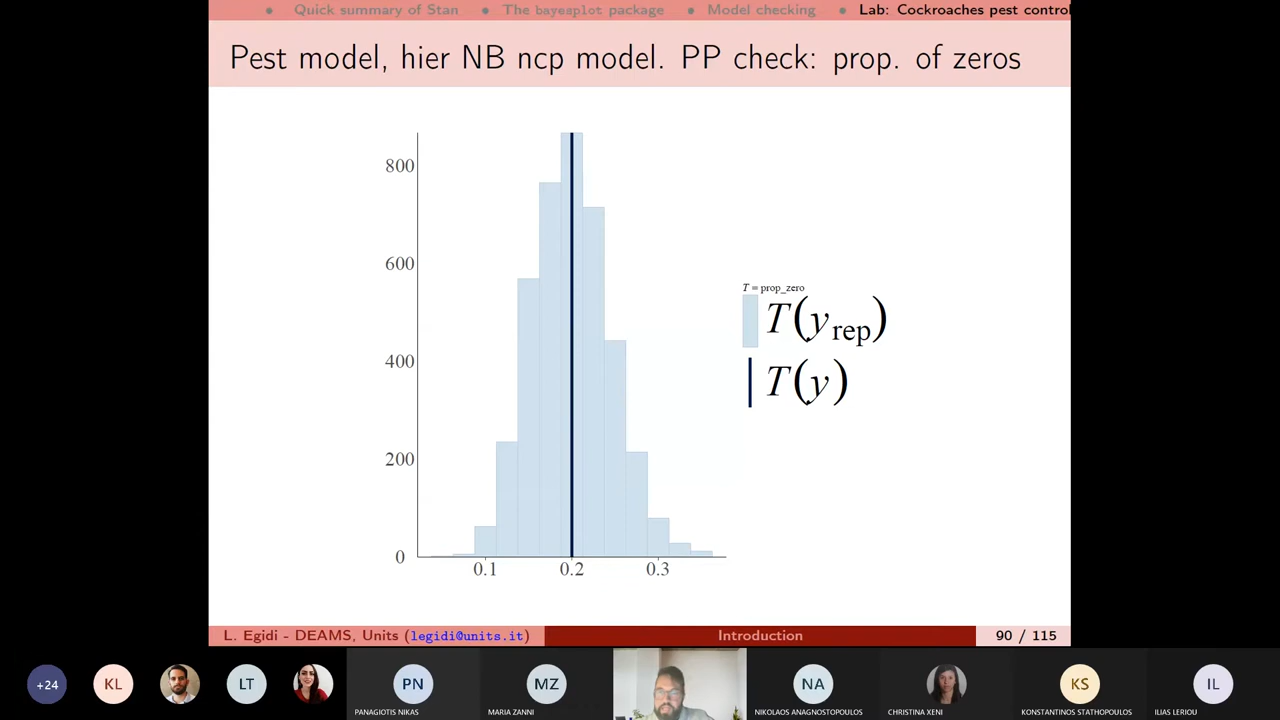 ● Quick summary of Stan ● The bayesplot package ● Model checking ● Lab: Cockroaches pest control
Pest model, hier NB ncp model. PP check: prop. of zeros
800
600
400
200
0
0.1 0.2 0.3
T = prop_zero
T(yrep)
T(y)
L. Egidi - DEAMS, Units (legidi@units.it) Introduction 90 / 115
+24 KL LT PN MZ NA KS IL
PANAGIOTIS NIKAS MARIA ZANNI NIKOLAOS ANAGNOSTOPOULOS CHRISTINA XENI KONSTANTINOS STATHOPOULOS ILIAS LERIOU